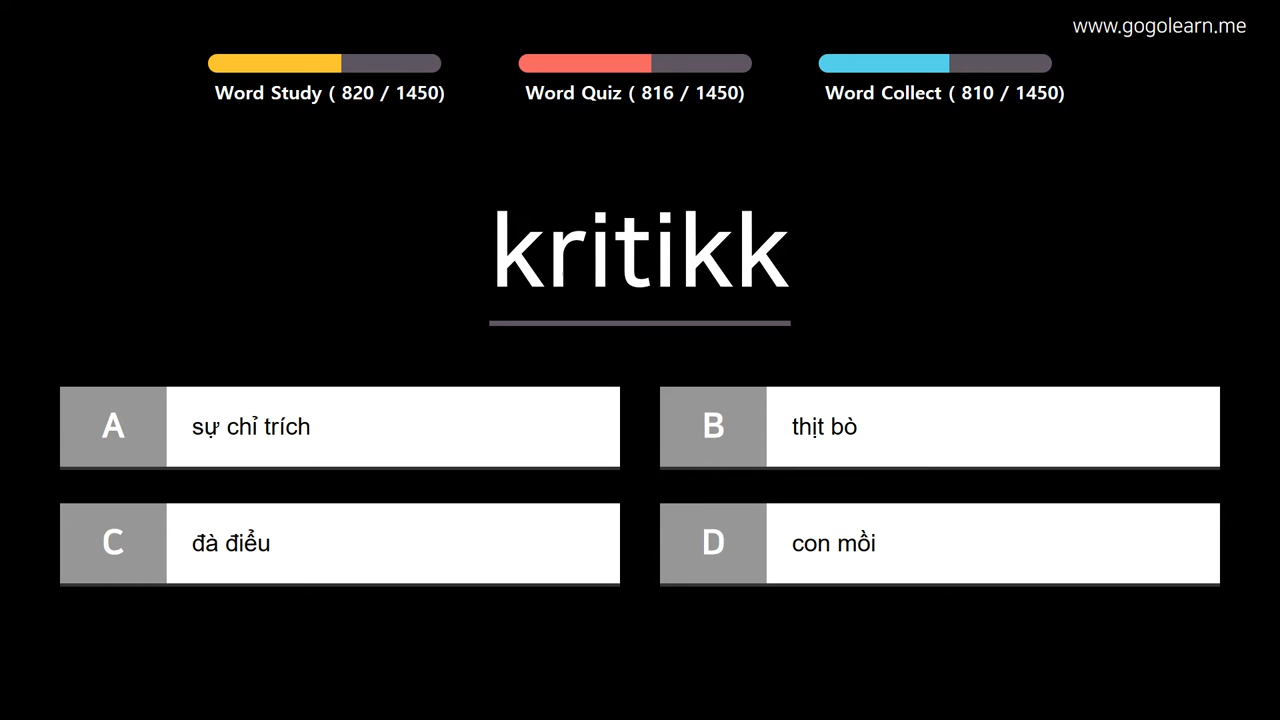 www.gogolearn.me
Word Study ( 820 / 1450)
Word Quiz ( 816 / 1450)
Word Collect ( 810 / 1450)
kritikk
A sự chỉ trích
B thịt bò
C đà điểu
D con mồi